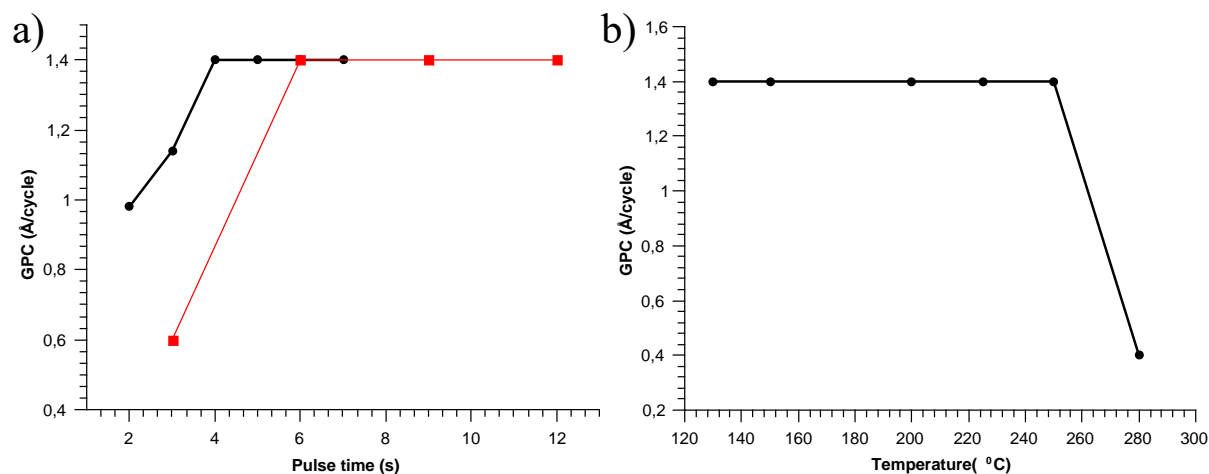 a)
GPC (Å/cycle)
1,4
1,2
1
0,8
0,6
0,4
2 4 6 8 10 12
Pulse time (s)
b)
GPC (Å/cycle)
1,6
1,4
1,2
1
0,8
0,6
0,4
0,2
120 140 160 180 200 220 240 260 280 300
Temperature( ⁰C)